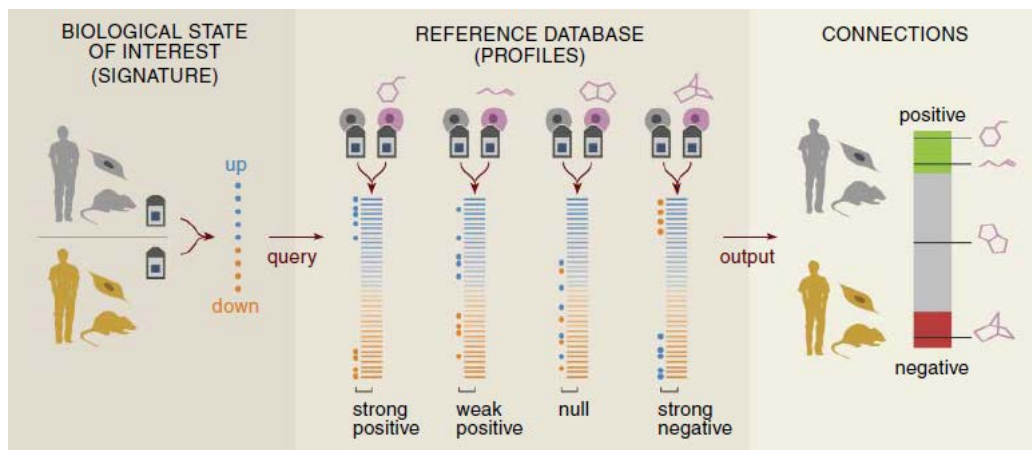 BIOLOGICAL STATE
OF INTEREST
(SIGNATURE)
REFERENCE DATABASE
(PROFILES)
CONNECTIONS
up
down
query
strong
positive
weak
positive
null
strong
negative
output
positive
negative